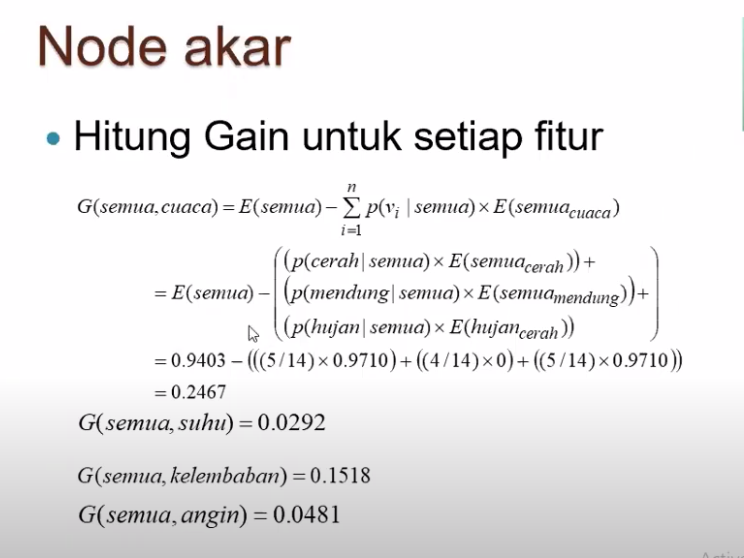 Node akar
• Hitung Gain untuk setiap fitur
G(semua, cuaca) = E(semua) − ∑ⁿᵢ₌₁ p(vᵢ | semua) × E(semua_cuaca)
= E(semua) − ( (p(cerah | semua) × E(semua_cerah)) +
(p(mendung | semua) × E(semua_mendung)) +
(p(hujan | semua) × E(hujan_cerah)) )
= 0.9403 − (((5/14) × 0.9710) + ((4/14) × 0) + ((5/14) × 0.9710))
= 0.2467
G(semua, suhu) = 0.0292
G(semua, kelembaban) = 0.1518
G(semua, angin) = 0.0481